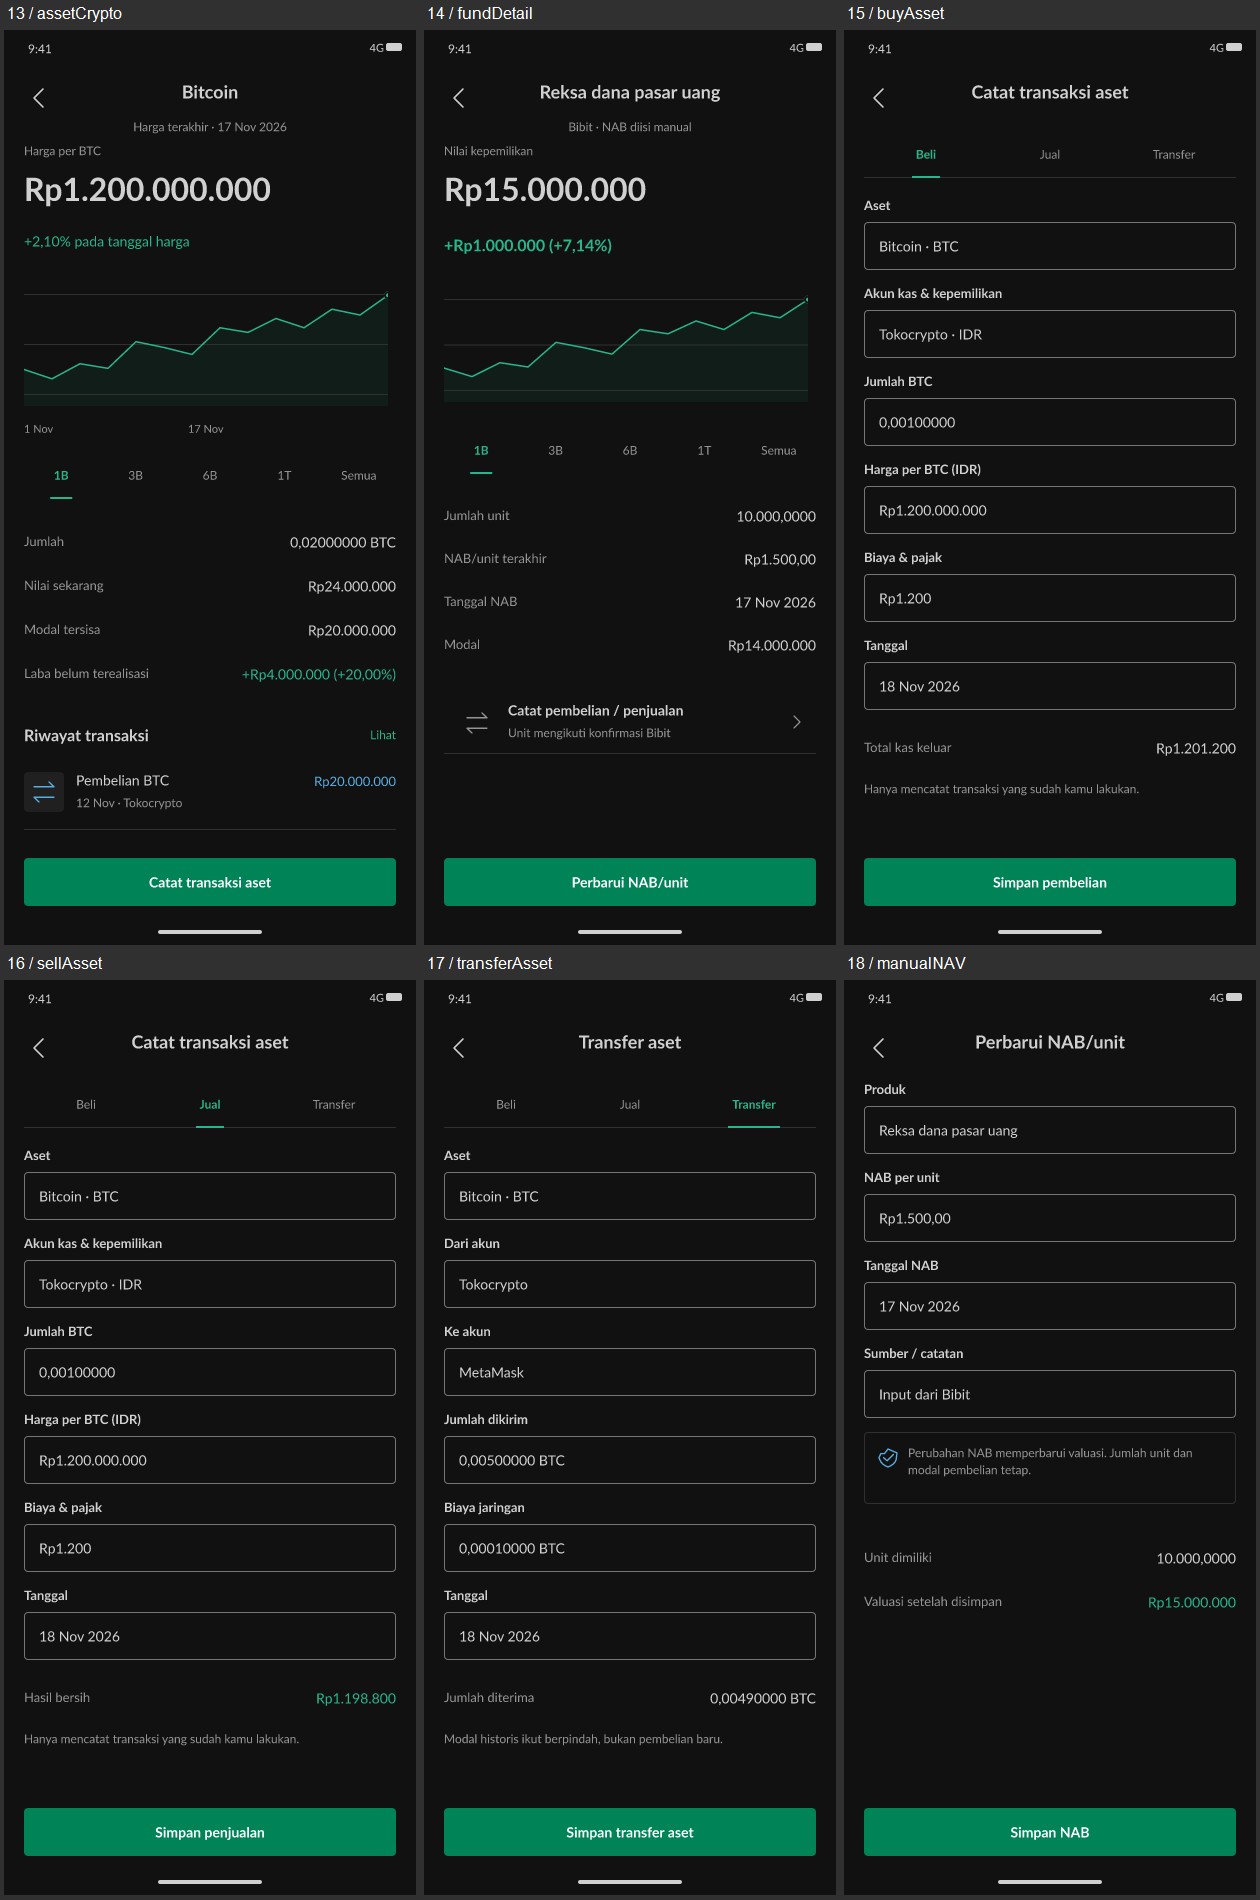 13 / assetCrypto
9:41
4G
Bitcoin
Harga terakhir · 17 Nov 2026
Harga per BTC
Rp1.200.000.000
+2,10% pada tanggal harga
1 Nov
17 Nov
1B
3B
6B
1T
Semua
Jumlah
0,02000000 BTC
Nilai sekarang
Rp24.000.000
Modal tersisa
Rp20.000.000
Laba belum terealisasi
+Rp4.000.000 (+20,00%)
Riwayat transaksi
Lihat
Pembelian BTC
Rp20.000.000
12 Nov · Tokocrypto
Catat transaksi aset
14 / fundDetail
9:41
4G
Reksa dana pasar uang
Bibit · NAB diisi manual
Nilai kepemilikan
Rp15.000.000
+Rp1.000.000 (+7,14%)
1B
3B
6B
1T
Semua
Jumlah unit
10.000,0000
NAB/unit terakhir
Rp1.500,00
Tanggal NAB
17 Nov 2026
Modal
Rp14.000.000
Catat pembelian / penjualan
Unit mengikuti konfirmasi Bibit
Perbarui NAB/unit
15 / buyAsset
9:41
4G
Catat transaksi aset
Beli
Jual
Transfer
Aset
Bitcoin · BTC
Akun kas & kepemilikan
Tokocrypto · IDR
Jumlah BTC
0,00100000
Harga per BTC (IDR)
Rp1.200.000.000
Biaya & pajak
Rp1.200
Tanggal
18 Nov 2026
Total kas keluar
Rp1.201.200
Hanya mencatat transaksi yang sudah kamu lakukan.
Simpan pembelian
16 / sellAsset
9:41
4G
Catat transaksi aset
Beli
Jual
Transfer
Aset
Bitcoin · BTC
Akun kas & kepemilikan
Tokocrypto · IDR
Jumlah BTC
0,00100000
Harga per BTC (IDR)
Rp1.200.000.000
Biaya & pajak
Rp1.200
Tanggal
18 Nov 2026
Hasil bersih
Rp1.198.800
Hanya mencatat transaksi yang sudah kamu lakukan.
Simpan penjualan
17 / transferAsset
9:41
4G
Transfer aset
Beli
Jual
Transfer
Aset
Bitcoin · BTC
Dari akun
Tokocrypto
Ke akun
MetaMask
Jumlah dikirim
0,00500000 BTC
Biaya jaringan
0,00010000 BTC
Tanggal
18 Nov 2026
Jumlah diterima
0,00490000 BTC
Modal historis ikut berpindah, bukan pembelian baru.
Simpan transfer aset
18 / manualNAV
9:41
4G
Perbarui NAB/unit
Produk
Reksa dana pasar uang
NAB per unit
Rp1.500,00
Tanggal NAB
17 Nov 2026
Sumber / catatan
Input dari Bibit
Perubahan NAB memperbarui valuasi. Jumlah unit dan
modal pembelian tetap.
Unit dimiliki
10.000,0000
Valuasi setelah disimpan
Rp15.000.000
Simpan NAB